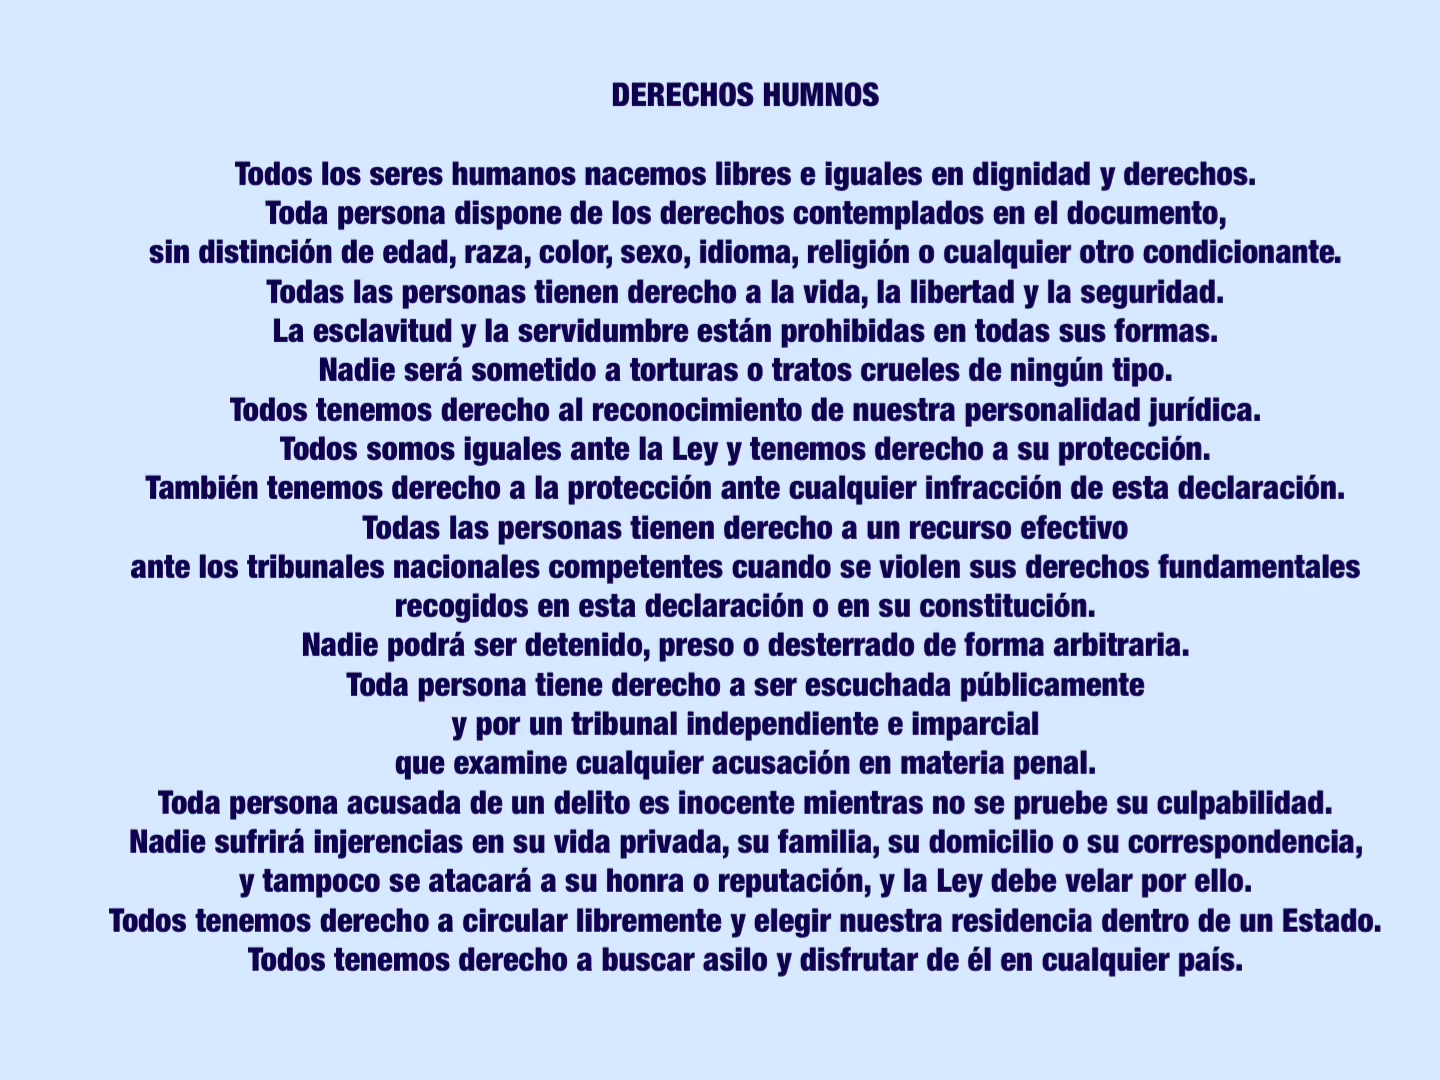 DERECHOS HUMNOS
Todos los seres humanos nacemos libres e iguales en dignidad y derechos.
Toda persona dispone de los derechos contemplados en el documento,
sin distinción de edad, raza, color, sexo, idioma, religión o cualquier otro condicionante.
Todas las personas tienen derecho a la vida, la libertad y la seguridad.
La esclavitud y la servidumbre están prohibidas en todas sus formas.
Nadie será sometido a torturas o tratos crueles de ningún tipo.
Todos tenemos derecho al reconocimiento de nuestra personalidad jurídica.
Todos somos iguales ante la Ley y tenemos derecho a su protección.
También tenemos derecho a la protección ante cualquier infracción de esta declaración.
Todas las personas tienen derecho a un recurso efectivo
ante los tribunales nacionales competentes cuando se violen sus derechos fundamentales
recogidos en esta declaración o en su constitución.
Nadie podrá ser detenido, preso o desterrado de forma arbitraria.
Toda persona tiene derecho a ser escuchada públicamente
y por un tribunal independiente e imparcial
que examine cualquier acusación en materia penal.
Toda persona acusada de un delito es inocente mientras no se pruebe su culpabilidad.
Nadie sufrirá injerencias en su vida privada, su familia, su domicilio o su correspondencia,
y tampoco se atacará a su honra o reputación, y la Ley debe velar por ello.
Todos tenemos derecho a circular libremente y elegir nuestra residencia dentro de un Estado.
Todos tenemos derecho a buscar asilo y disfrutar de él en cualquier país.